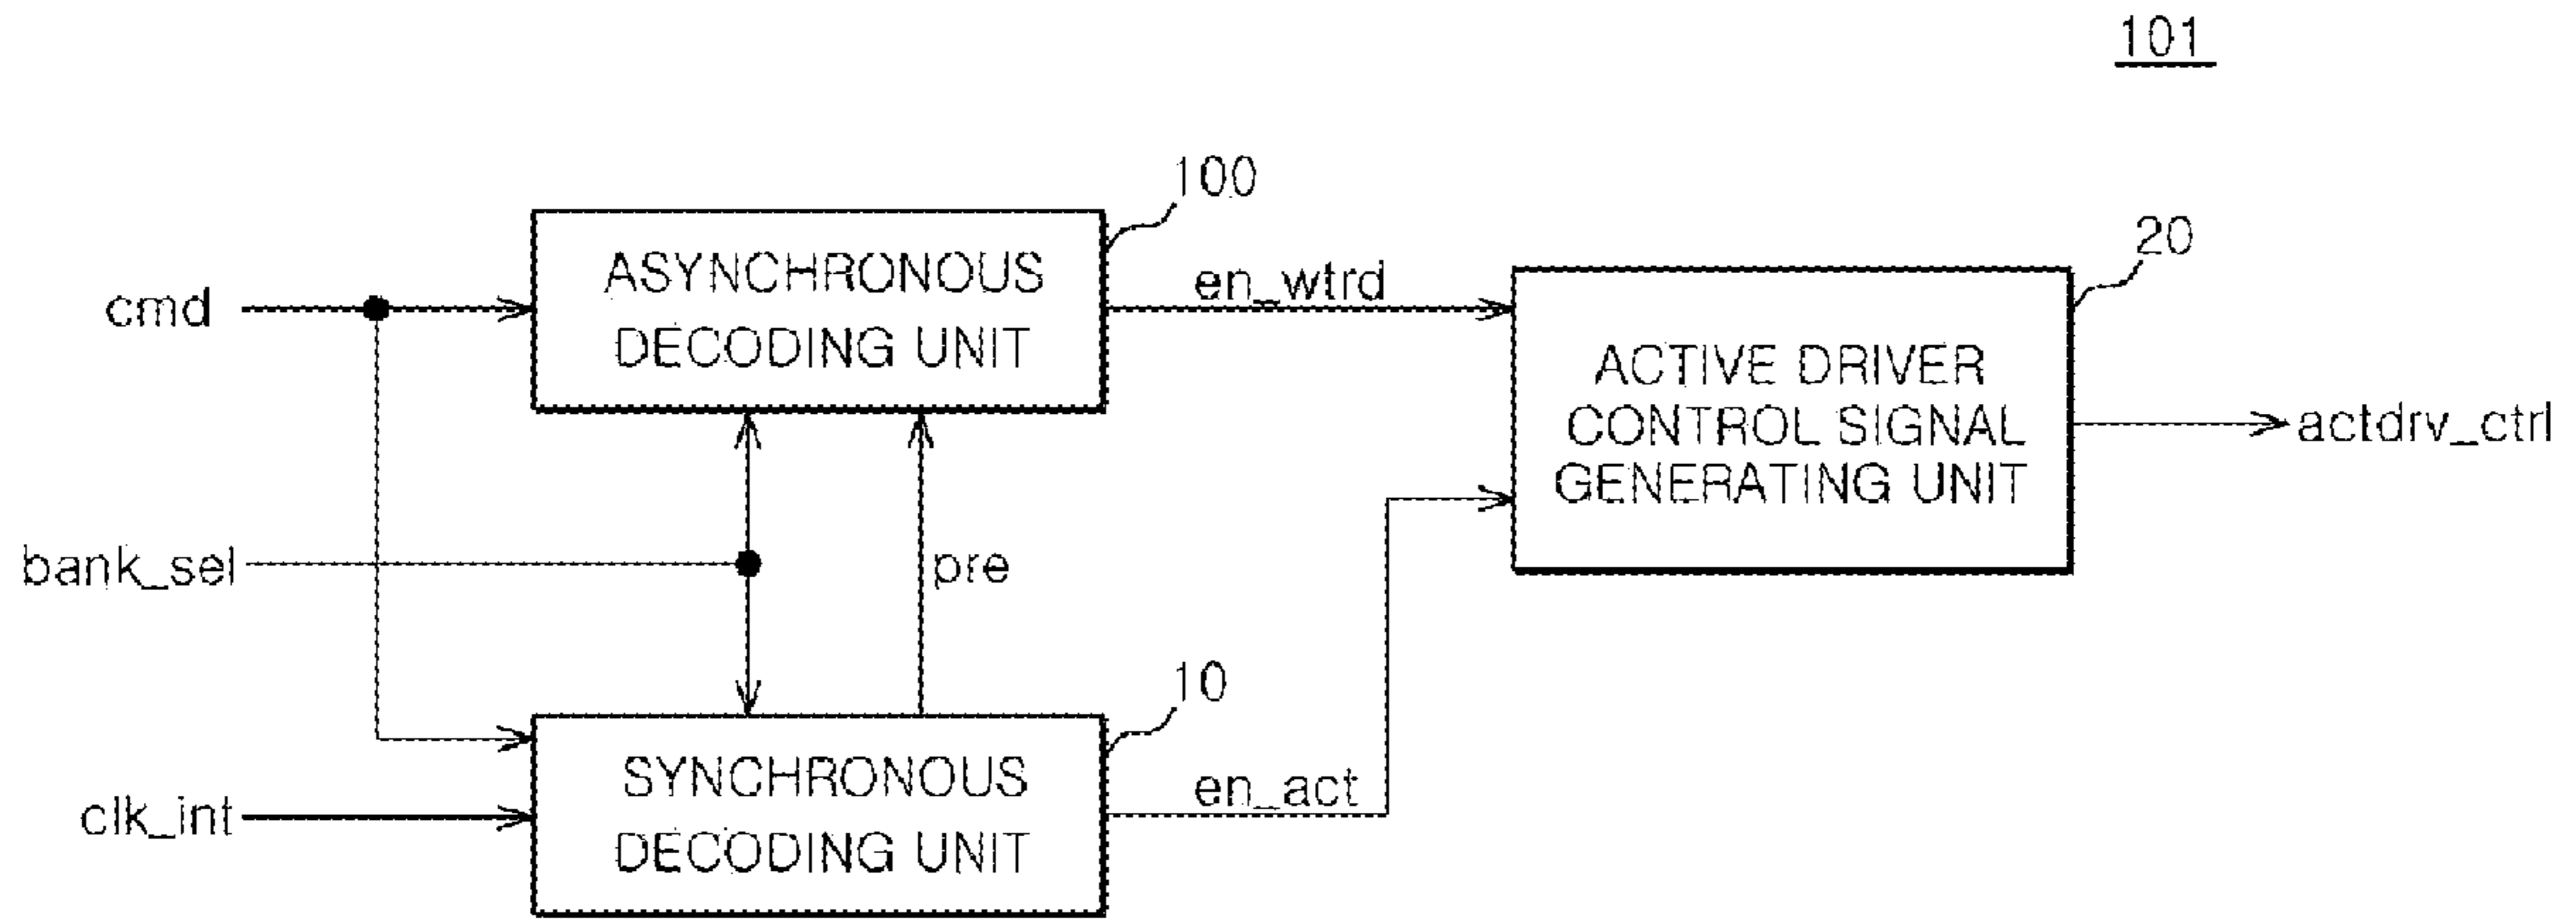 101
100
ASYNCHRONOUS
DECODING UNIT
cmd
en_wtrd
20
ACTIVE DRIVER
CONTROL SIGNAL
GENERATING UNIT
actdrv_ctrl
bank_sel
pre
10
SYNCHRONOUS
DECODING UNIT
clk_int
en_act